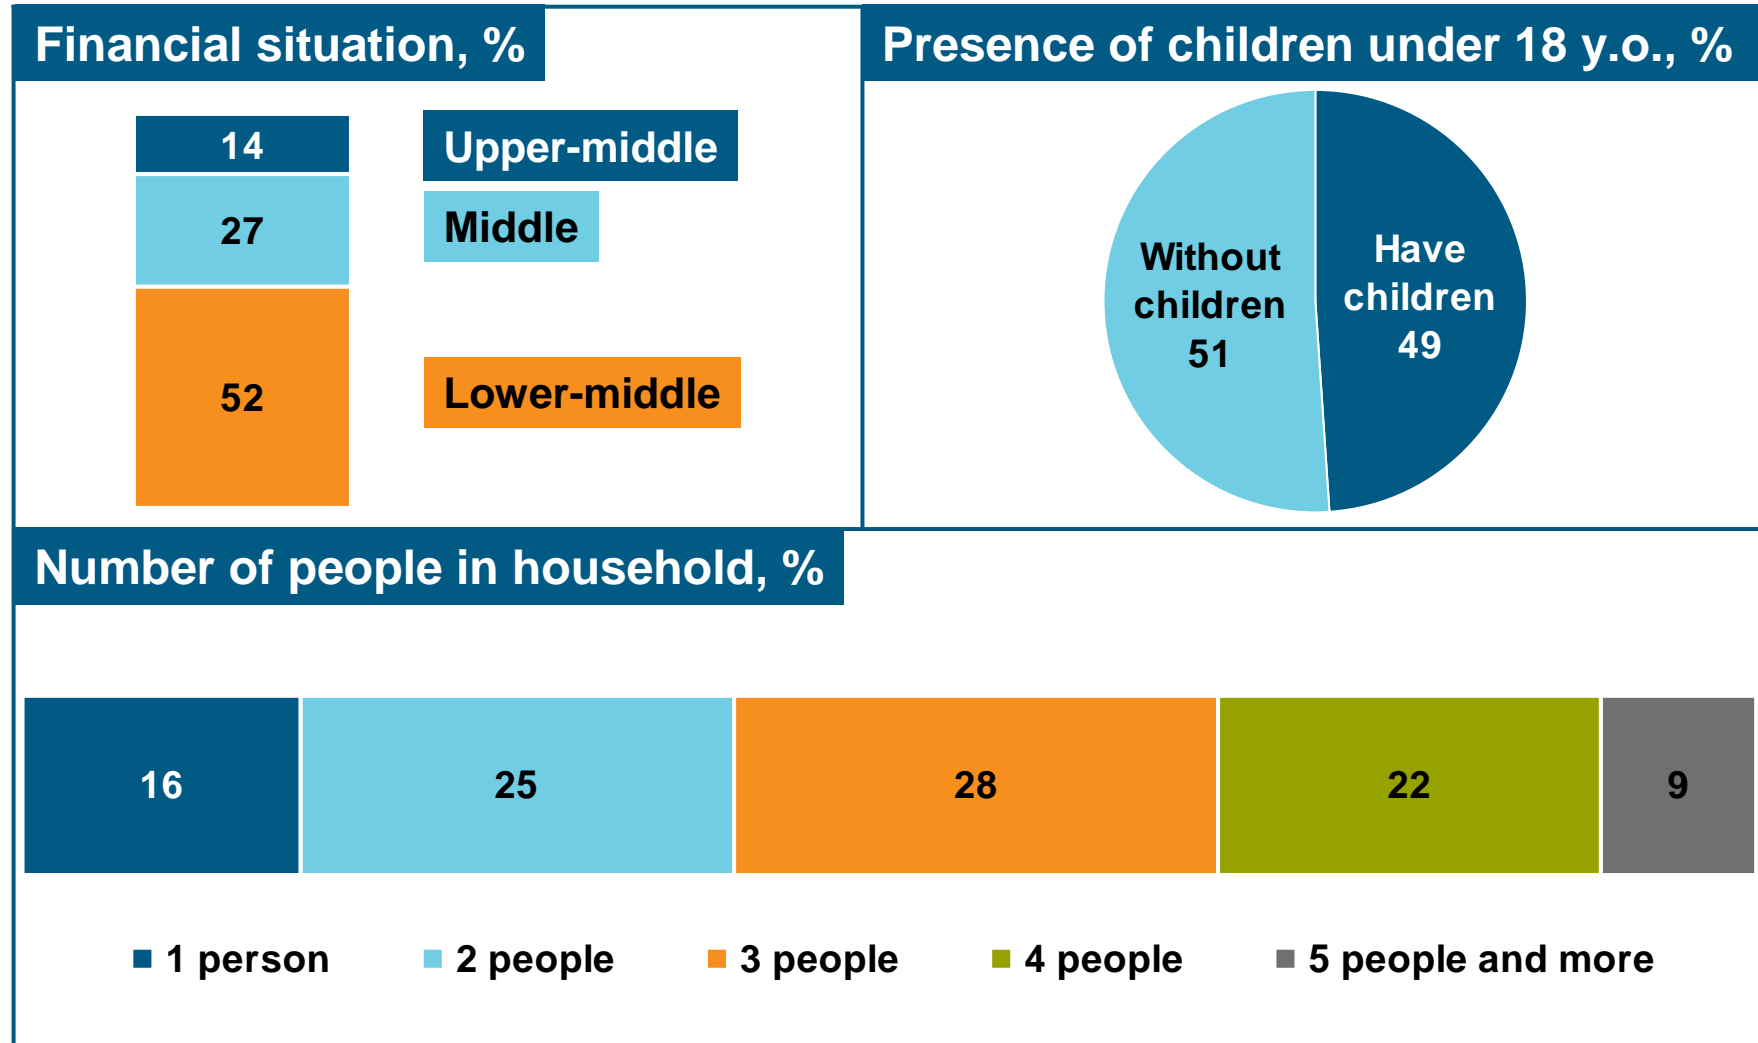 Financial situation, %
14
Upper-middle
27
Middle
52
Lower-middle
Presence of children under 18 y.o., %
Without
children
51
Have
children
49
Number of people in household, %
16
25
28
22
9
1 person
2 people
3 people
4 people
5 people and more